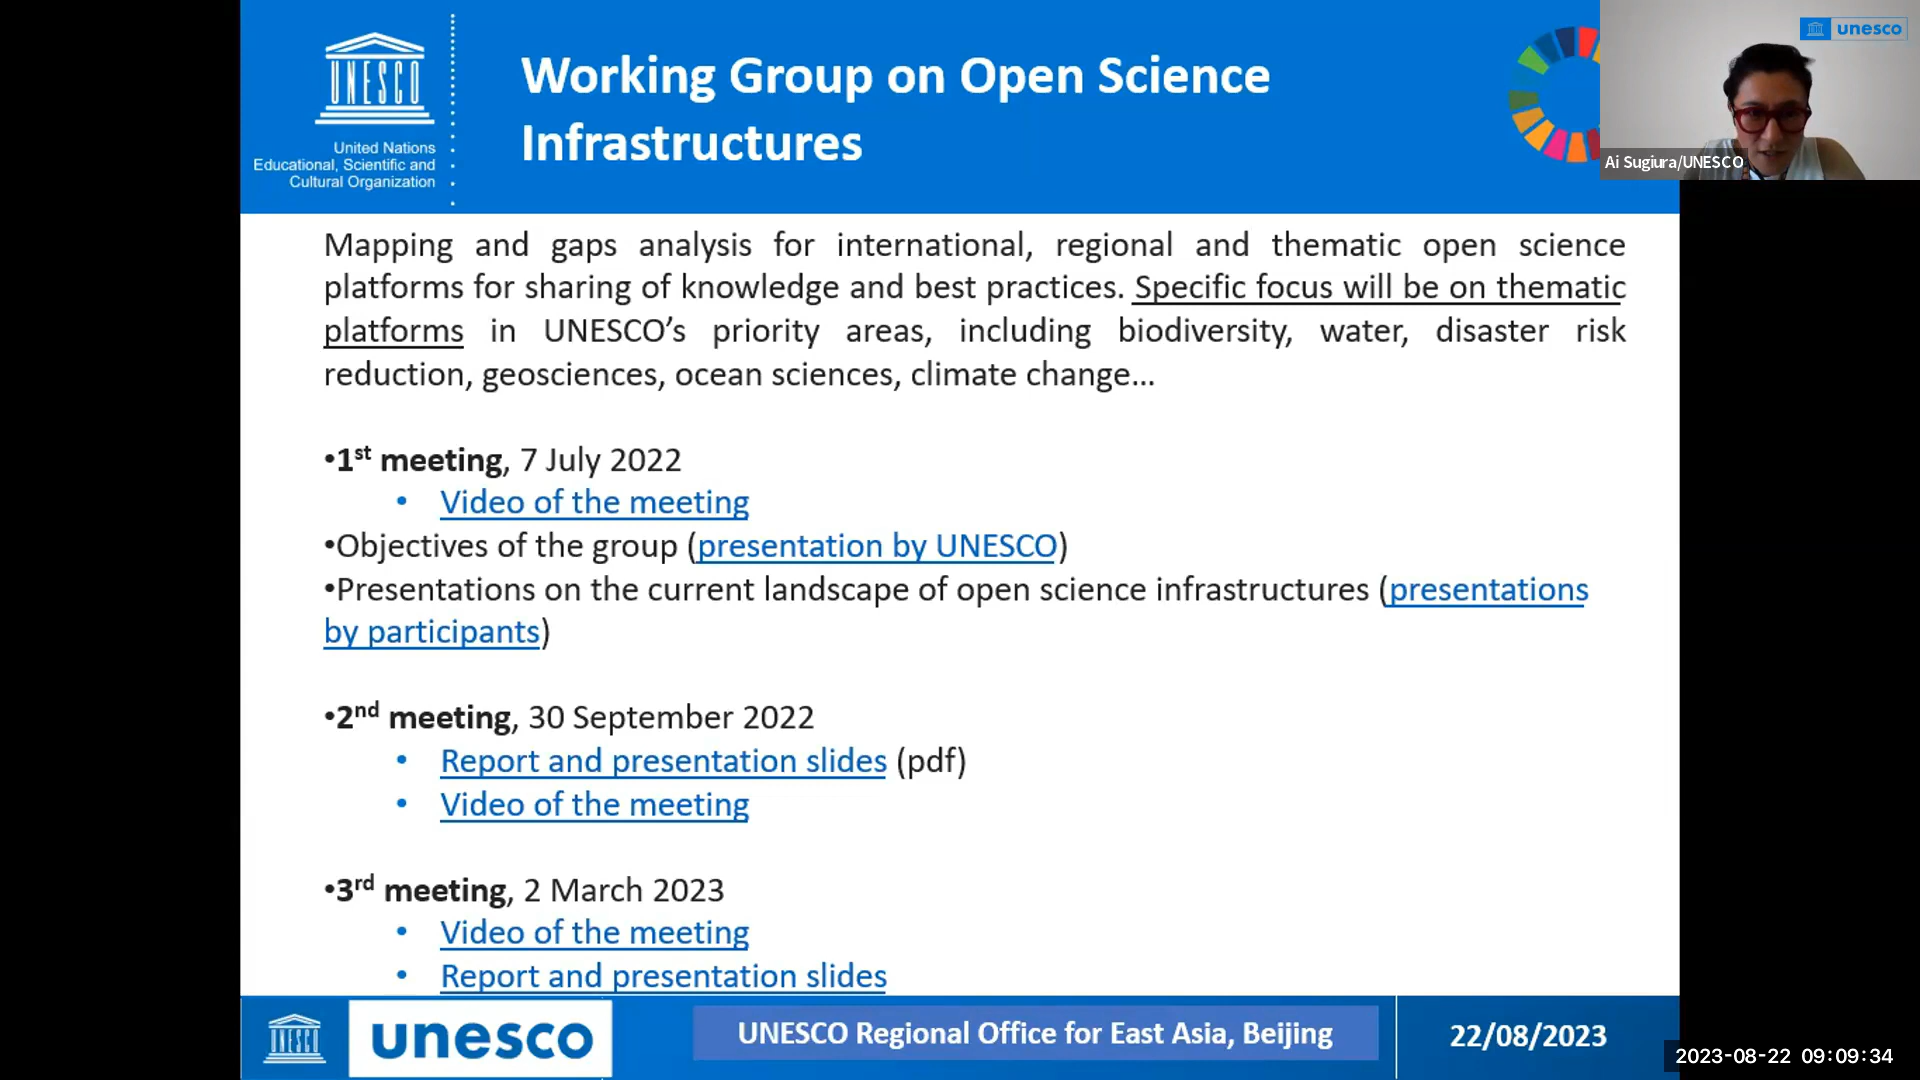 UNESCO
United Nations
Educational, Scientific and
Cultural Organization
Working Group on Open Science
Infrastructures
unesco
Ai Sugiura/UNESCO
Mapping and gaps analysis for international, regional and thematic open science
platforms for sharing of knowledge and best practices. Specific focus will be on thematic
platforms in UNESCO’s priority areas, including biodiversity, water, disaster risk
reduction, geosciences, ocean sciences, climate change…
•1st meeting, 7 July 2022
• Video of the meeting
•Objectives of the group (presentation by UNESCO)
•Presentations on the current landscape of open science infrastructures (presentations
by participants)
•2nd meeting, 30 September 2022
• Report and presentation slides (pdf)
• Video of the meeting
•3rd meeting, 2 March 2023
• Video of the meeting
• Report and presentation slides
unesco
UNESCO Regional Office for East Asia, Beijing
22/08/2023
2023-08-22 09:09:34